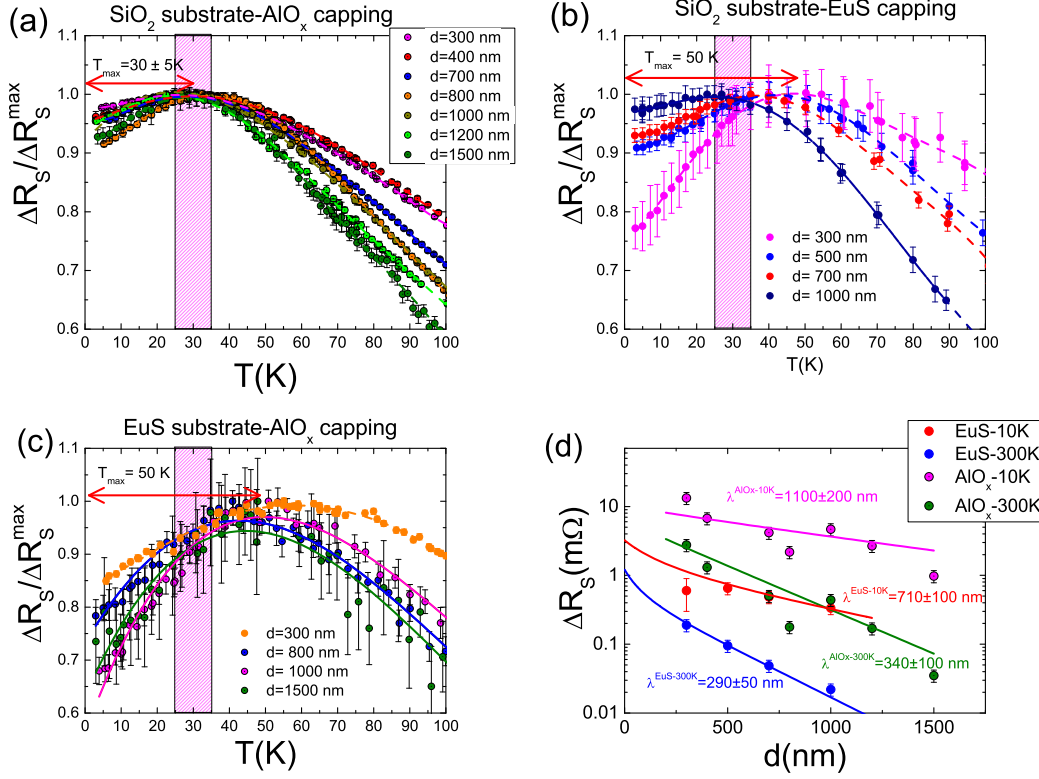 (a)
SiO2 substrate-AlOx capping
Tmax=30 ± 5K
d=300 nm
d=400 nm
d=700 nm
d=800 nm
d=1000 nm
d=1200 nm
d=1500 nm
ΔRS/ΔRSmax
1.1
1.0
0.9
0.8
0.7
0.6
0 10 20 30 40 50 60 70 80 90 100
T(K)
(b)
SiO2 substrate-EuS capping
Tmax= 50 K
d= 300 nm
d= 500 nm
d= 700 nm
d= 1000 nm
ΔRS/ΔRSmax
1.1
1.0
0.9
0.8
0.7
0.6
0 10 20 30 40 50 60 70 80 90 100
T(K)
(c)
EuS substrate-AlOx capping
Tmax= 50 K
d=300 nm
d= 800 nm
d= 1000 nm
d=1500 nm
ΔRS/ΔRSmax
1.1
1.0
0.9
0.8
0.7
0.6
0 10 20 30 40 50 60 70 80 90 100
T(K)
(d)
EuS-10K
EuS-300K
AlOx-10K
AlOx-300K
λAlOx-10K=1100±200 nm
λEuS-10K=710±100 nm
λAlOx-300K=340±100 nm
λEuS-300K=290±50 nm
ΔRS(mΩ)
10
1
0.1
0.01
0 500 1000 1500
d(nm)